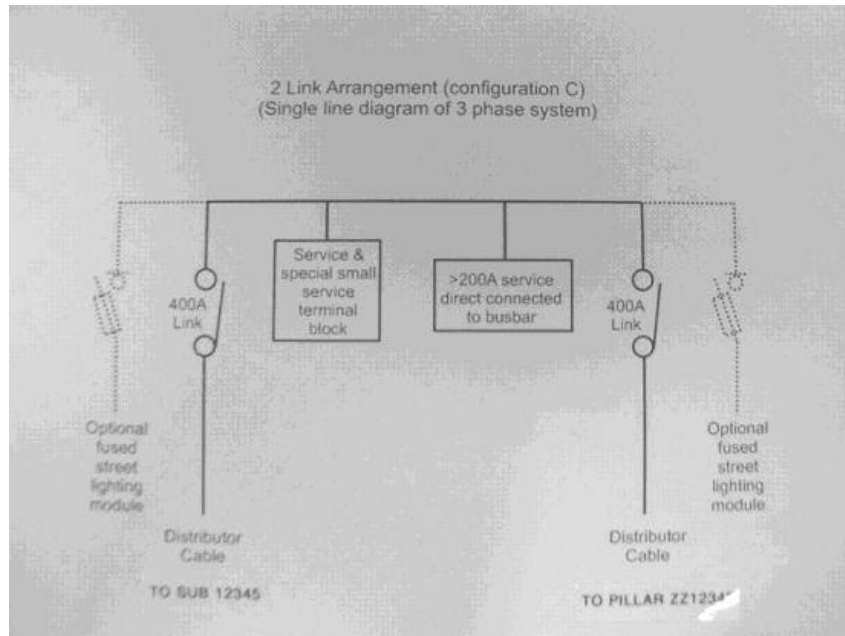 2 Link Arrangement (configuration C)
(Single line diagram of 3 phase system)
Service &
special small
service
terminal
block
>200A service
direct connected
to busbar
400A
Link
400A
Link
Optional
fused
street
lighting
module
Optional
fused
street
lighting
module
Distributor
Cable
Distributor
Cable
TO SUB 12345
TO PILLAR